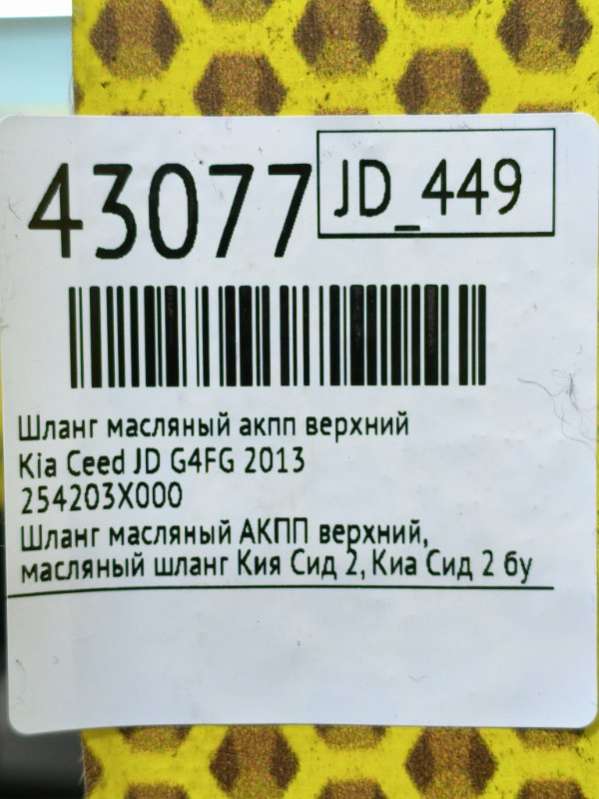 43077
JD_449
Шланг масляный акпп верхний
Kia Ceed JD G4FG 2013
254203X000
Шланг масляный АКПП верхний,
масляный шланг Кия Сид 2, Киа Сид 2 бу